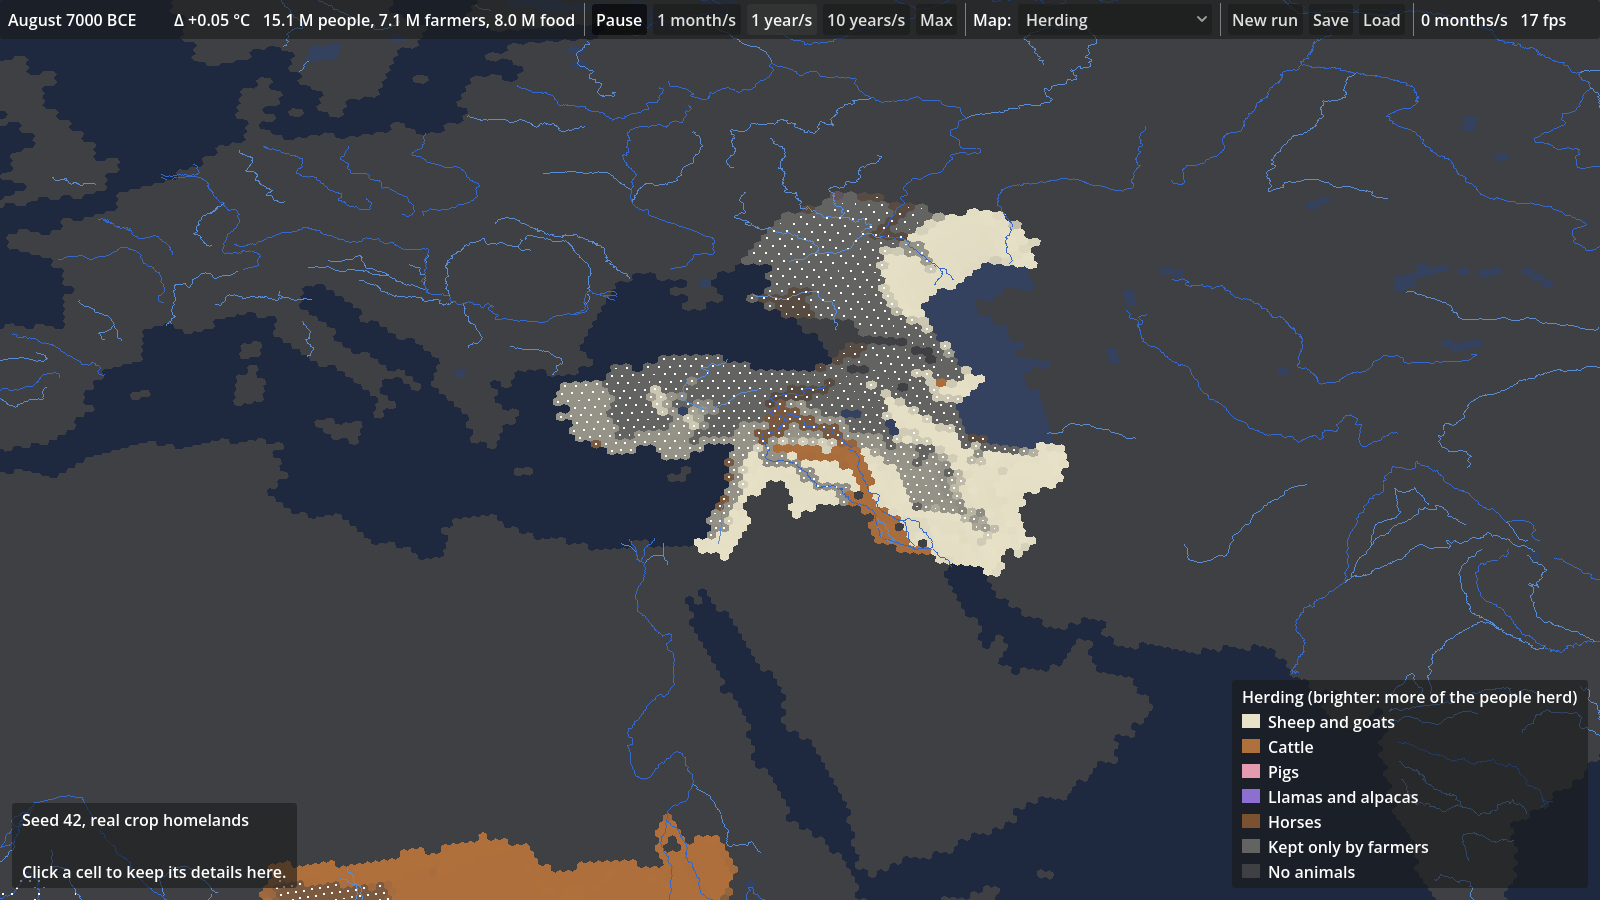 August 7000 BCE Δ +0.05 °C 15.1 M people, 7.1 M farmers, 8.0 M food Pause 1 month/s 1 year/s 10 years/s Max Map: Herding New run Save Load 0 months/s 17 fps
Herding (brighter: more of the people herd)
Sheep and goats
Cattle
Pigs
Llamas and alpacas
Horses
Kept only by farmers
No animals
Seed 42, real crop homelands
Click a cell to keep its details here.